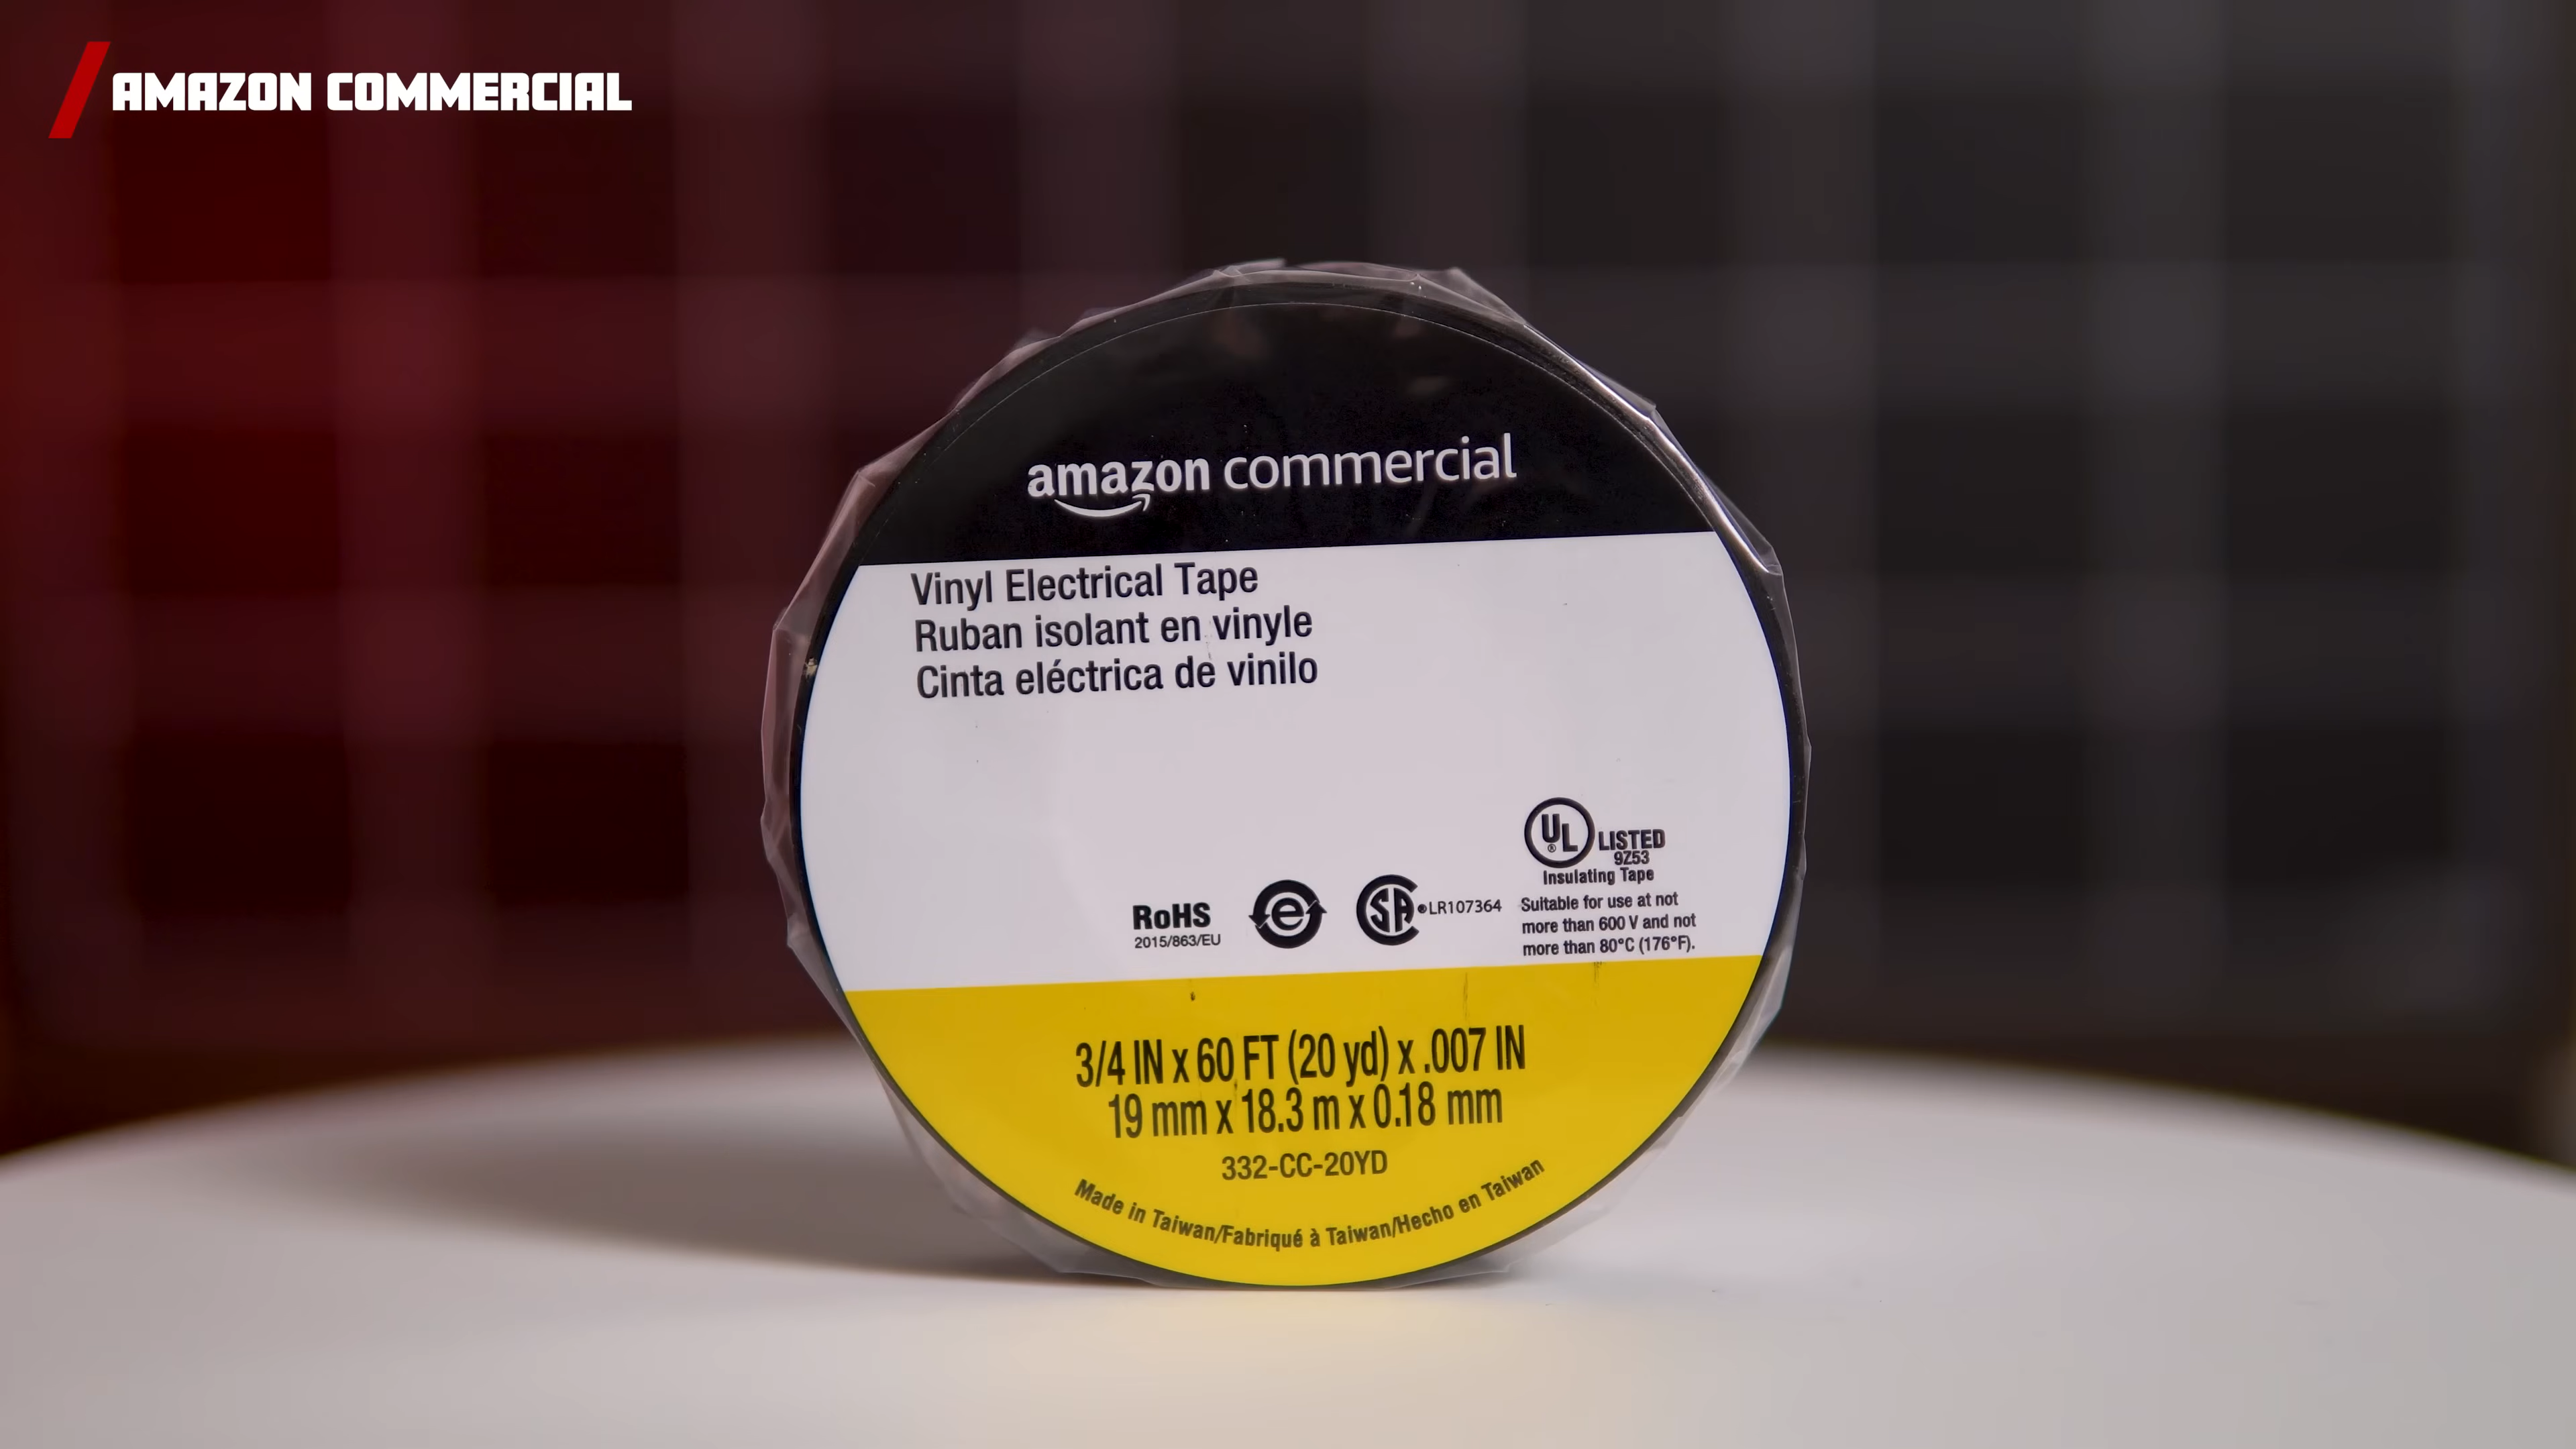 AMAZON COMMERCIAL
amazon commercial
Vinyl Electrical Tape
Ruban isolant en vinyle
Cinta eléctrica de vinilo
UL® LISTED
9Z53
Insulating Tape
Suitable for use at not
more than 600 V and not
more than 80°C (176°F).
RoHS
2015/863/EU
e
SA® LR107364
3/4 IN x 60 FT (20 yd) x .007 IN
19 mm x 18.3 m x 0.18 mm
332-CC-20YD
Made in Taiwan/Fabriqué à Taiwan/Hecho en Taiwan